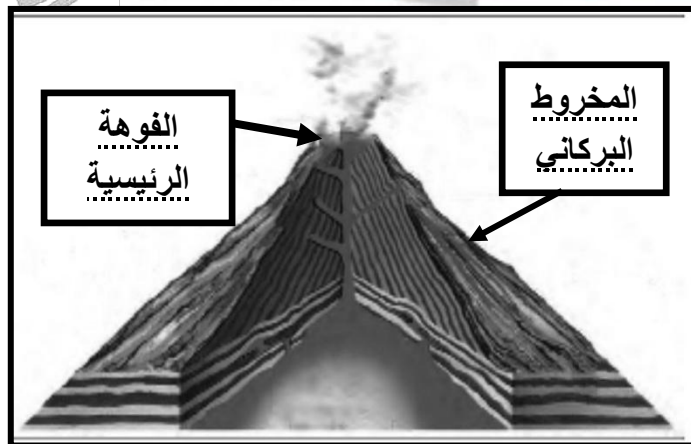 المخروط
البركاني
الفوهة
الرئيسية